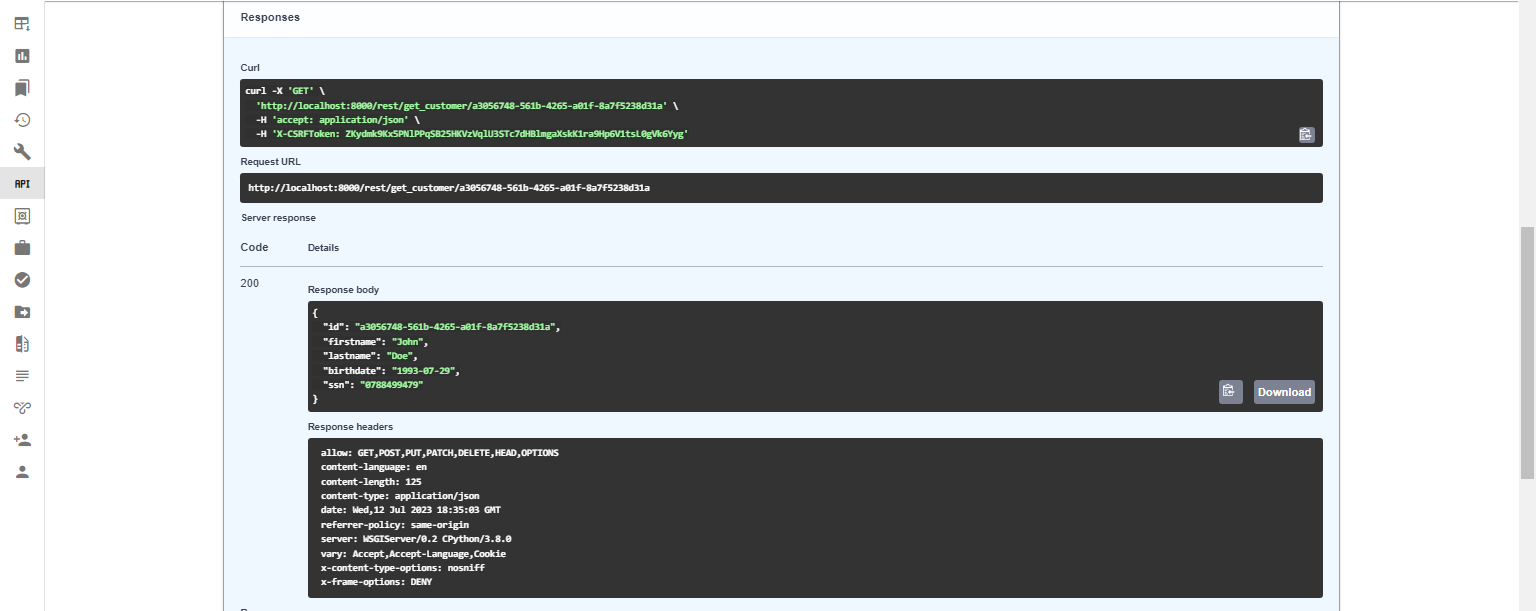 Responses
Curl
curl -X 'GET' \
'http://localhost:8000/rest/get_customer/a3056748-561b-4265-a01f-8a7f5238d31a' \
-H 'accept: application/json' \
-H 'X-CSRFToken: ZKydmk9KxSPNlPPqSB25HKVzVqlU3STc7dHBlmgaXskK1ra9Hp6V1tsL0gVk6Yyg'
Request URL
http://localhost:8000/rest/get_customer/a3056748-561b-4265-a01f-8a7f5238d31a
API
Server response
Code Details
200
Response body
{
"id": "a3056748-561b-4265-a01f-8a7f5238d31a",
"firstname": "John",
"lastname": "Doe",
"birthdate": "1993-07-29",
"ssn": "0788499479"
}
Download
Response headers
allow: GET,POST,PUT,PATCH,DELETE,HEAD,OPTIONS
content-language: en
content-length: 125
content-type: application/json
date: Wed,12 Jul 2023 18:35:03 GMT
referrer-policy: same-origin
server: WSGIServer/0.2 CPython/3.8.0
vary: Accept,Accept-Language,Cookie
x-content-type-options: nosniff
x-frame-options: DENY